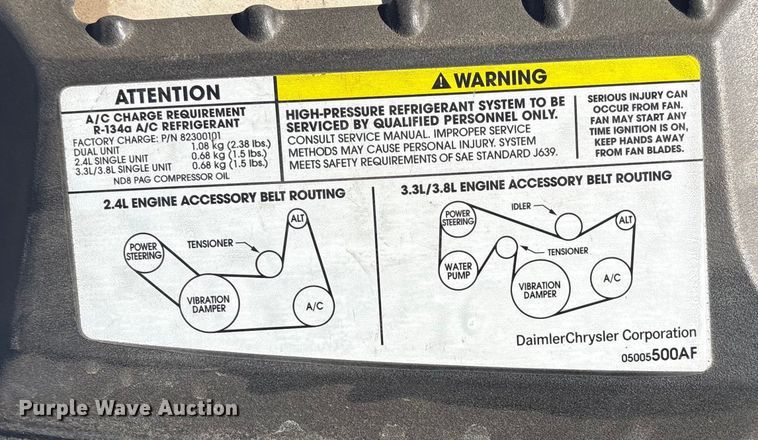 ATTENTION
A/C CHARGE REQUIREMENT
R-134a A/C REFRIGERANT
FACTORY CHARGE: P/N 82300101
DUAL UNIT 1.08 kg (2.38 lbs.)
2.4L SINGLE UNIT 0.68 kg (1.5 lbs.)
3.3L/3.8L SINGLE UNIT 0.68 kg (1.5 lbs.)
ND8 PAG COMPRESSOR OIL
WARNING
HIGH-PRESSURE REFRIGERANT SYSTEM TO BE
SERVICED BY QUALIFIED PERSONNEL ONLY.
CONSULT SERVICE MANUAL. IMPROPER SERVICE
METHODS MAY CAUSE PERSONAL INJURY. SYSTEM
MEETS SAFETY REQUIREMENTS OF SAE STANDARD J639.
SERIOUS INJURY CAN
OCCUR FROM FAN.
FAN MAY START ANY
TIME IGNITION IS ON,
KEEP HANDS AWAY
FROM FAN BLADES.
2.4L ENGINE ACCESSORY BELT ROUTING
ALT
POWER
STEERING
TENSIONER
VIBRATION
DAMPER
A/C
3.3L/3.8L ENGINE ACCESSORY BELT ROUTING
IDLER
POWER
STEERING
ALT
TENSIONER
WATER
PUMP
VIBRATION
DAMPER
A/C
DaimlerChrysler Corporation
05005500AF
Purple Wave Auction